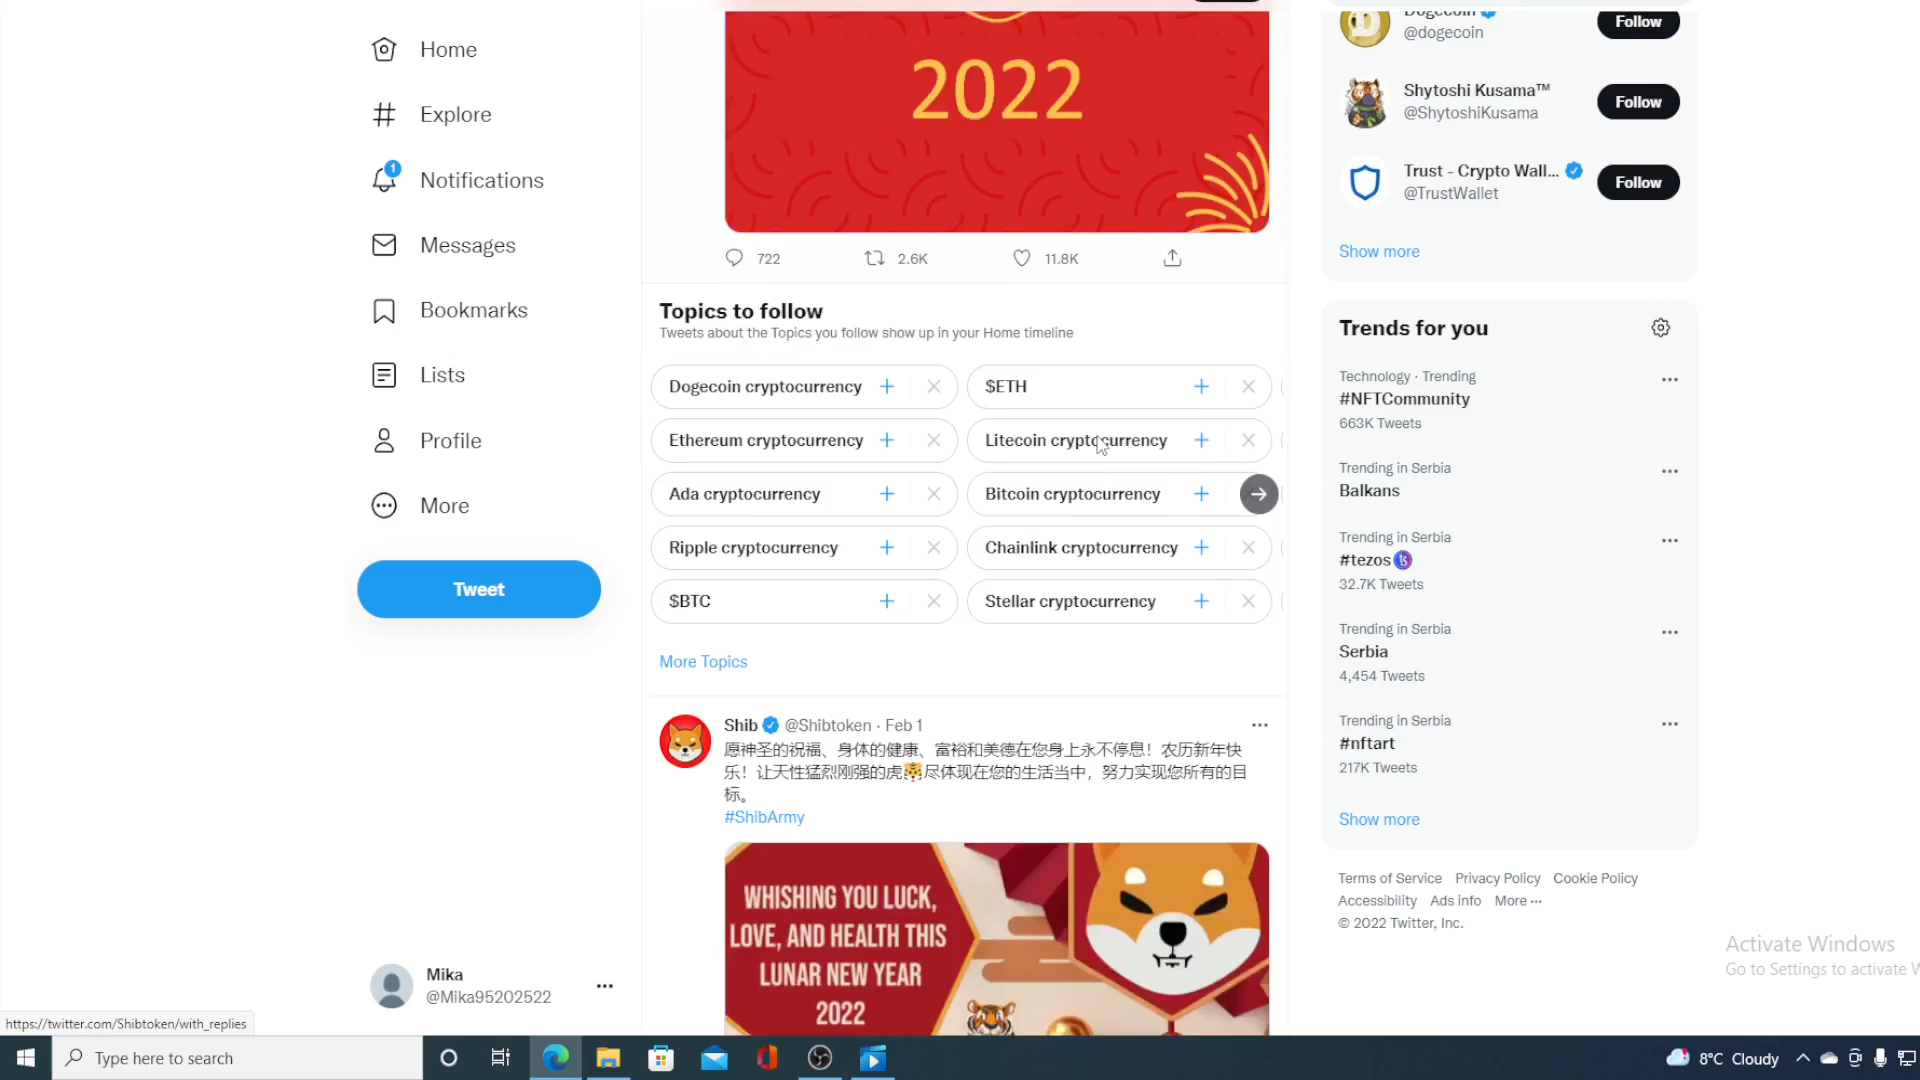 Home
Explore
1
Notifications
Messages
Bookmarks
Lists
Profile
More
Tweet
Mika
@Mika95202522
2022
722
2.6K
11.8K
Topics to follow
Tweets about the Topics you follow show up in your Home timeline
Dogecoin cryptocurrency
$ETH
Ethereum cryptocurrency
Litecoin cryptocurrency
Ada cryptocurrency
Bitcoin cryptocurrency
Ripple cryptocurrency
Chainlink cryptocurrency
$BTC
Stellar cryptocurrency
More Topics
Shib @Shibtoken · Feb 1
愿神圣的祝福、身体的健康、富裕和美德在您身上永不停息！农历新年快
乐！让天性猛烈刚强的虎🐯尽体现在您的生活当中，努力实现您所有的目
标。
#ShibArmy
WHISHING YOU LUCK,
LOVE, AND HEALTH THIS
LUNAR NEW YEAR
2022
Dogecoin
@dogecoin
Follow
Shytoshi Kusama™
@ShytoshiKusama
Follow
Trust - Crypto Wall...
@TrustWallet
Follow
Show more
Trends for you
Technology · Trending
#NFTCommunity
663K Tweets
Trending in Serbia
Balkans
Trending in Serbia
#tezos
32.7K Tweets
Trending in Serbia
Serbia
4,454 Tweets
Trending in Serbia
#nftart
217K Tweets
Show more
Terms of Service Privacy Policy Cookie Policy
Accessibility Ads info More ···
© 2022 Twitter, Inc.
Activate Windows
Go to Settings to activate W
https://twitter.com/Shibtoken/with_replies
Type here to search
8°C Cloudy